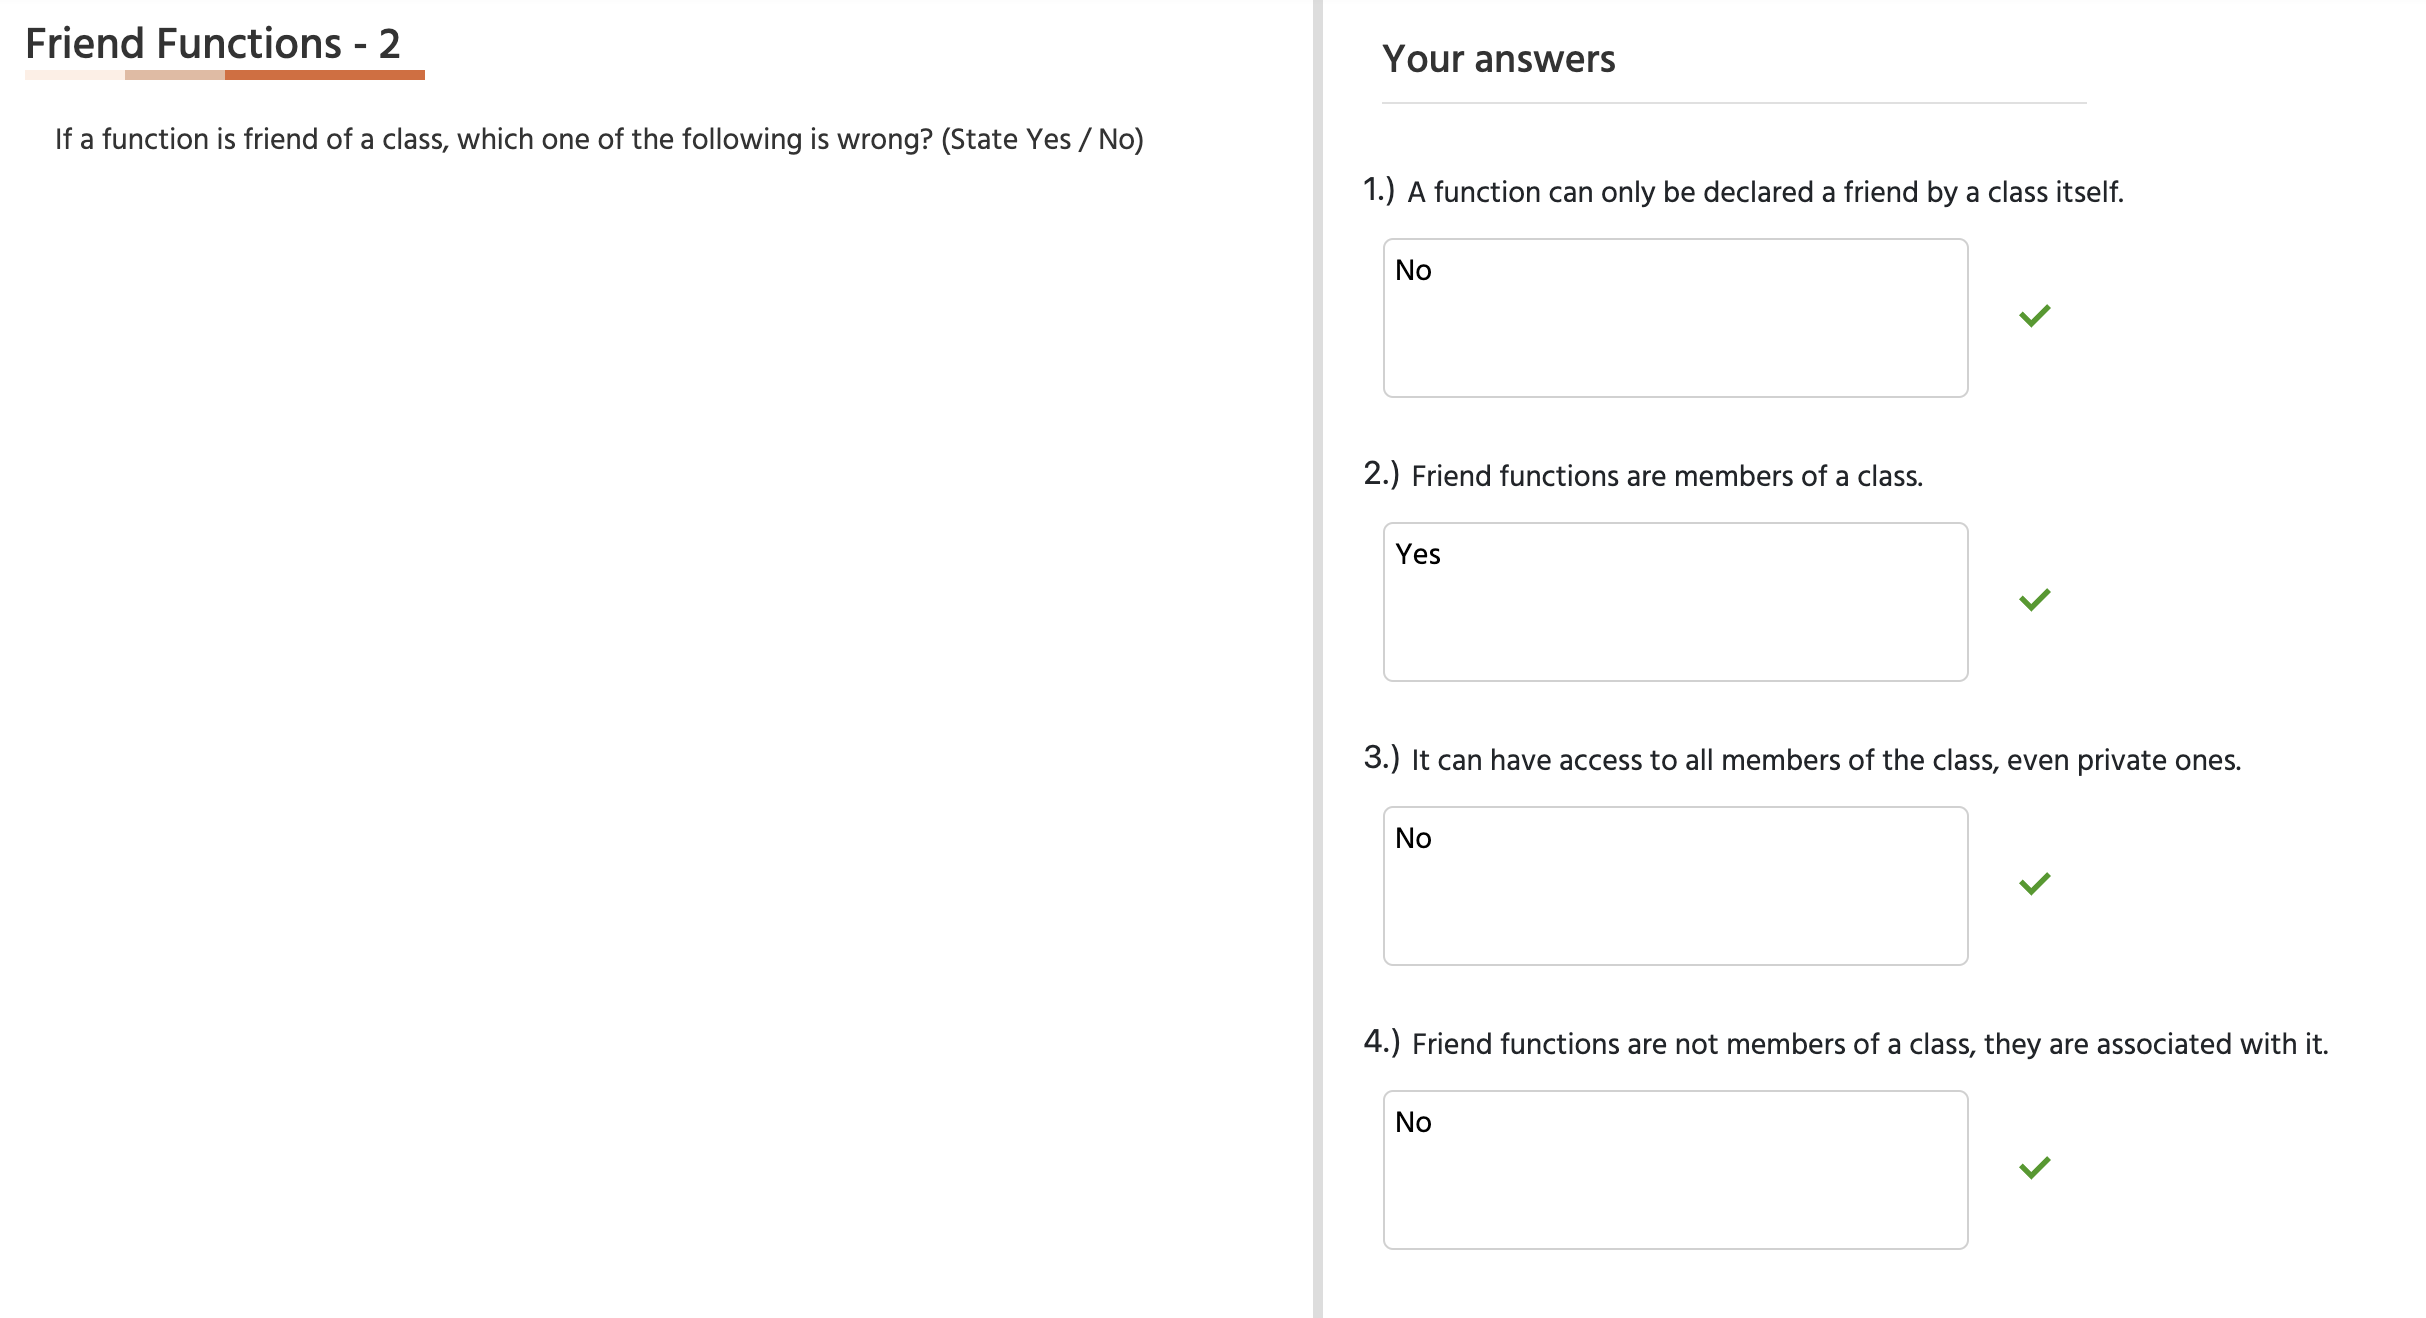 Friend Functions - 2
If a function is friend of a class, which one of the following is wrong? (State Yes / No)
Your answers
1.) A function can only be declared a friend by a class itself.
No
2.) Friend functions are members of a class.
Yes
3.) It can have access to all members of the class, even private ones.
No
4.) Friend functions are not members of a class, they are associated with it.
No